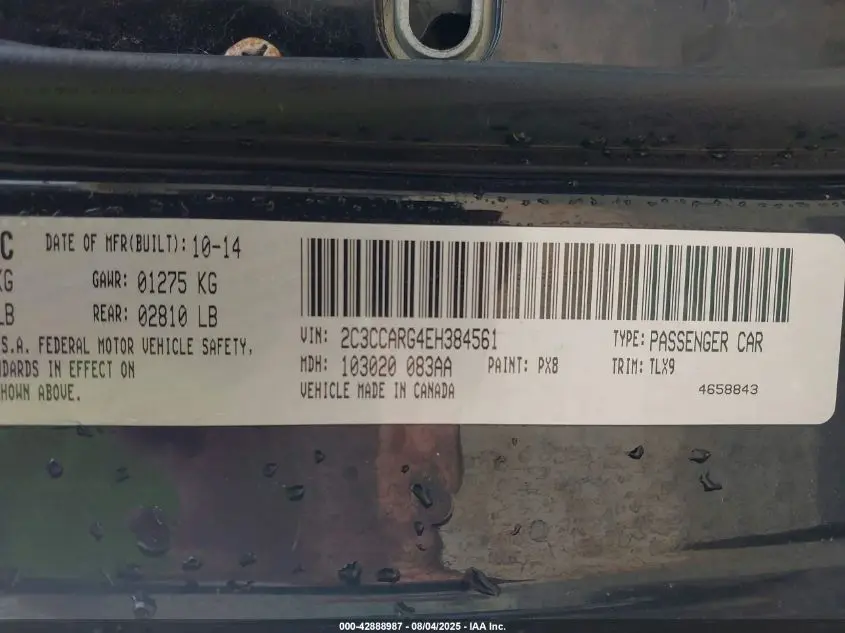 C DATE OF MFR(BUILT): 10-14
KG GAWR: 01275 KG
LB REAR: 02810 LB
S.A. FEDERAL MOTOR VEHICLE SAFETY,
DARDS IN EFFECT ON
HOWN ABOVE.
VIN: 2C3CCARG4EH384561 TYPE: PASSENGER CAR
MDH: 103020 083AA PAINT: PX8 TRIM: TLX9
VEHICLE MADE IN CANADA 4658843
000-42888987 - 08/04/2025 - IAA Inc.